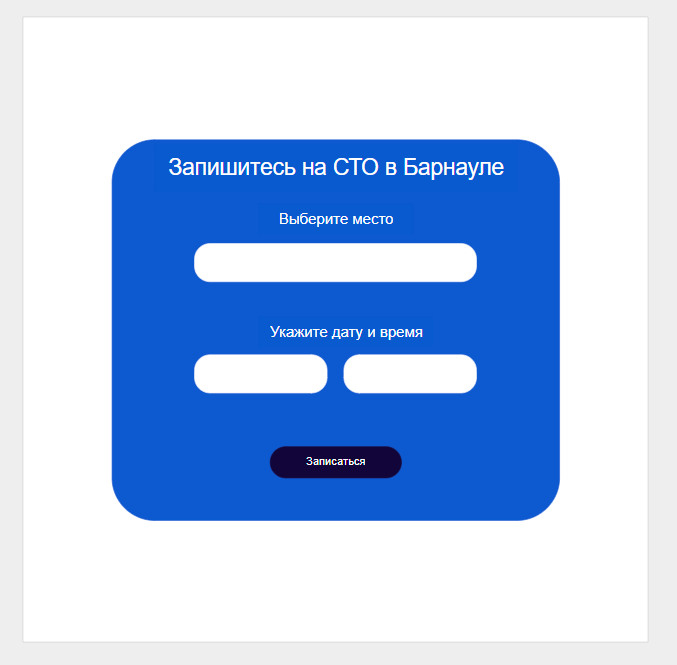 Запишитесь на СТО в Барнауле
Выберите место
Укажите дату и время
Записаться